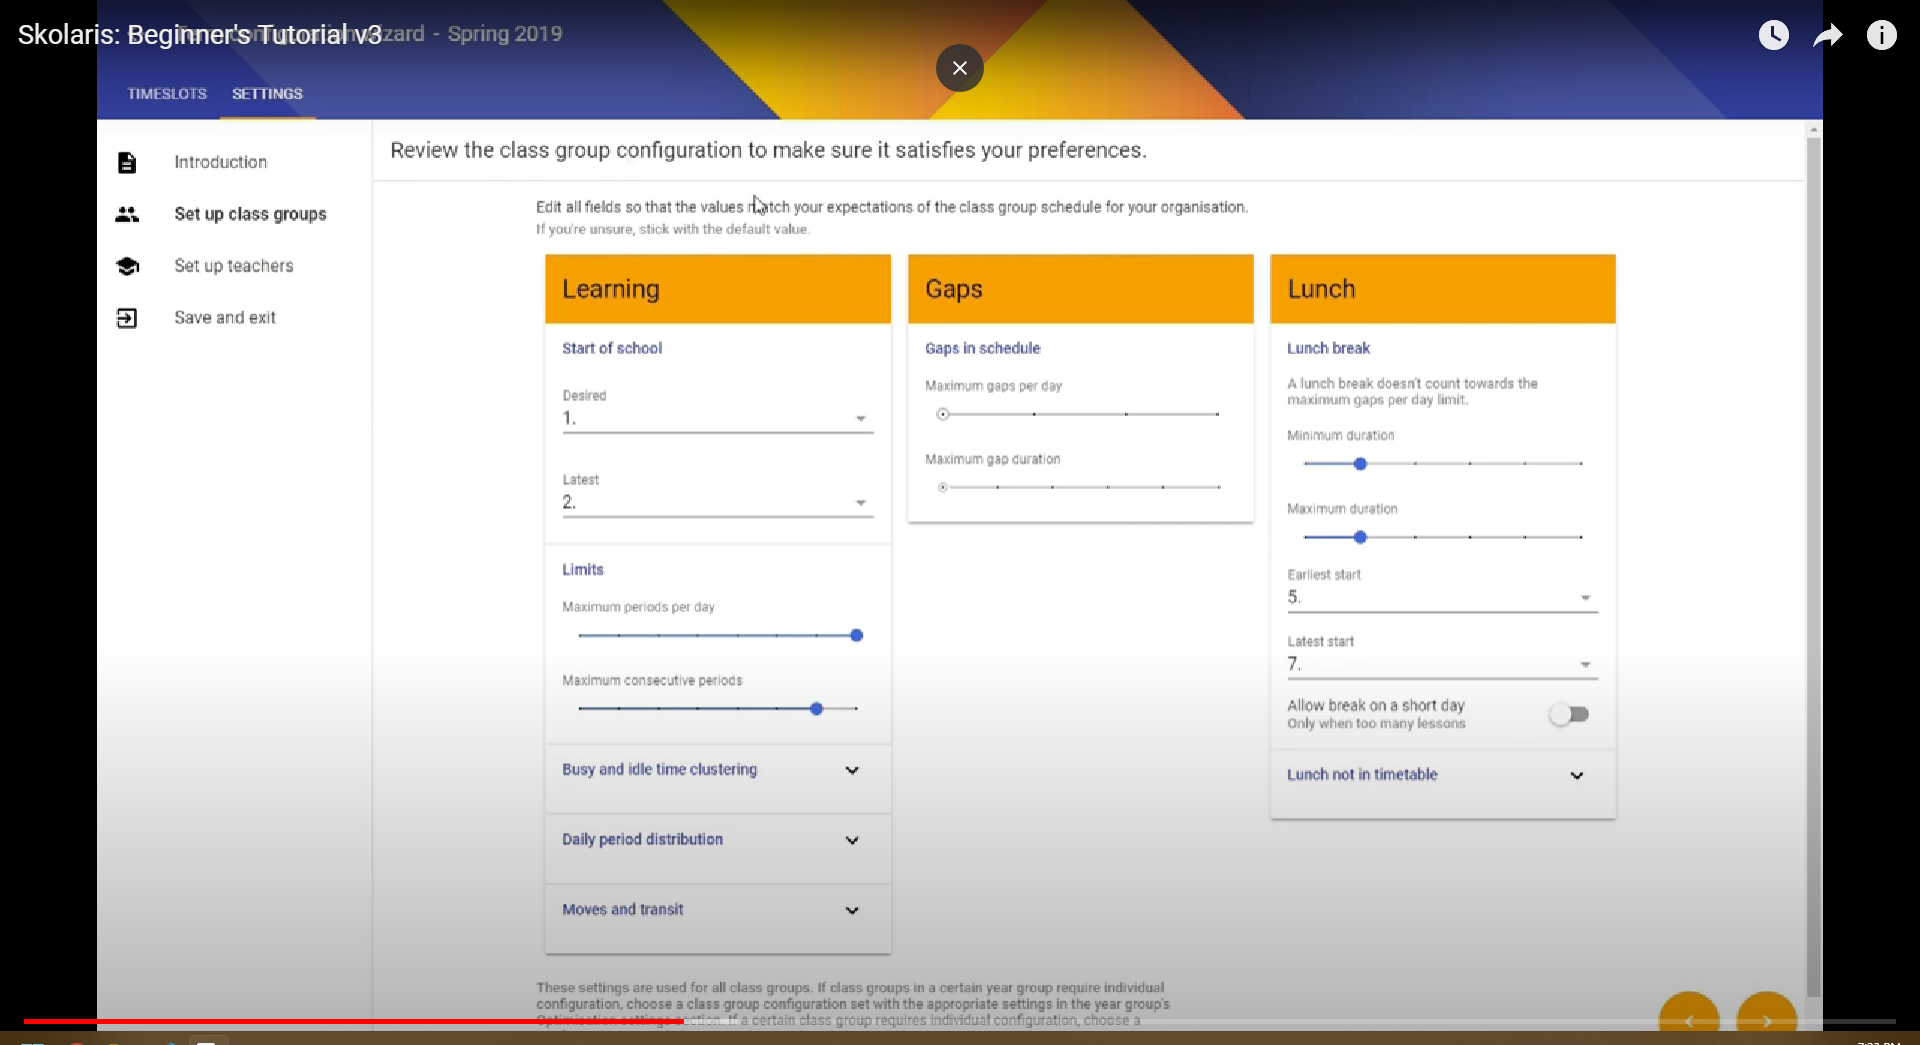 Skolaris: Beginner's Tutorial v3
wizard - Spring 2019
TIMESLOTS SETTINGS
Introduction
Set up class groups
Set up teachers
Save and exit
Review the class group configuration to make sure it satisfies your preferences.
Edit all fields so that the values match your expectations of the class group schedule for your organisation.
If you're unsure, stick with the default value.
Learning
Start of school
Desired
1.
Latest
2.
Limits
Maximum periods per day
Maximum consecutive periods
Busy and idle time clustering
Daily period distribution
Moves and transit
Gaps
Gaps in schedule
Maximum gaps per day
Maximum gap duration
Lunch
Lunch break
A lunch break doesn't count towards the
maximum gaps per day limit.
Minimum duration
Maximum duration
Earliest start
5.
Latest start
7.
Allow break on a short day
Only when too many lessons
Lunch not in timetable
These settings are used for all class groups. If class groups in a certain year group require individual
configuration, choose a class group configuration set with the appropriate settings in the year group's
Optimisation settings section. If a certain class group requires individual configuration, choose a